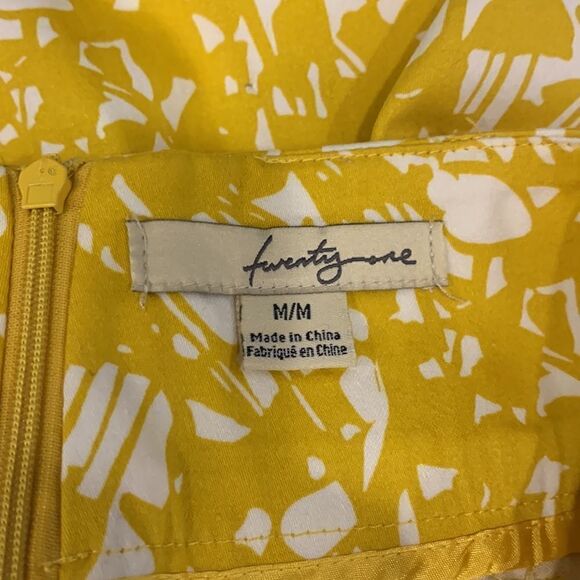 twenty one
M/M
Made in China
Fabriqué en Chine